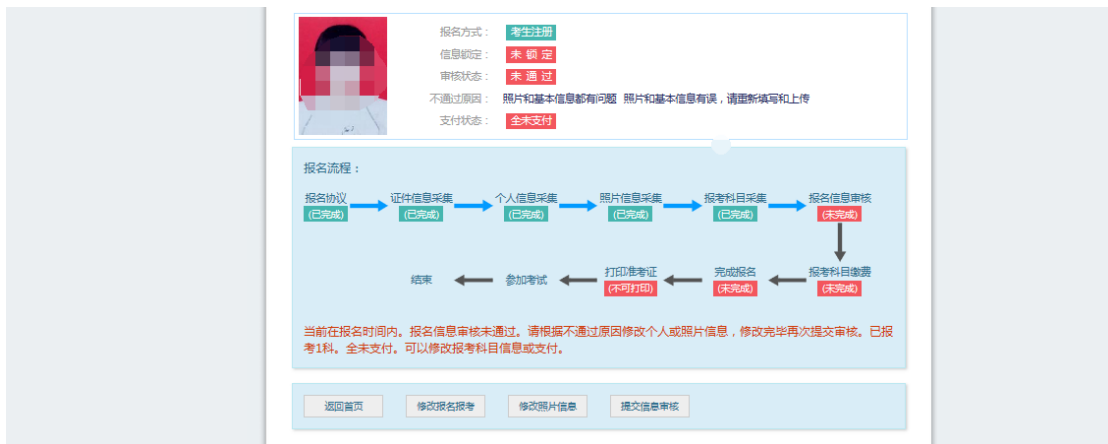 报名方式： 考生注册
信息锁定： 未 锁 定
审核状态： 未 通 过
不通过原因： 照片和基本信息都有问题 照片和基本信息有误，请重新填写和上传
支付状态： 全未支付
报名流程：
报名协议 证件信息采集 个人信息采集 照片信息采集 报考科目采集 报名信息审核
(已完成) (已完成) (已完成) (已完成) (已完成) (未完成)
结束 参加考试 打印准考证 完成报名 报考科目缴费
(不可打印) (未完成) (未完成)
当前在报名时间内。报名信息审核未通过。请根据不通过原因修改个人或照片信息，修改完毕再次提交审核。已报
考1科。全未支付。可以修改报考科目信息或支付。
返回首页 修改报名报考 修改照片信息 提交信息审核